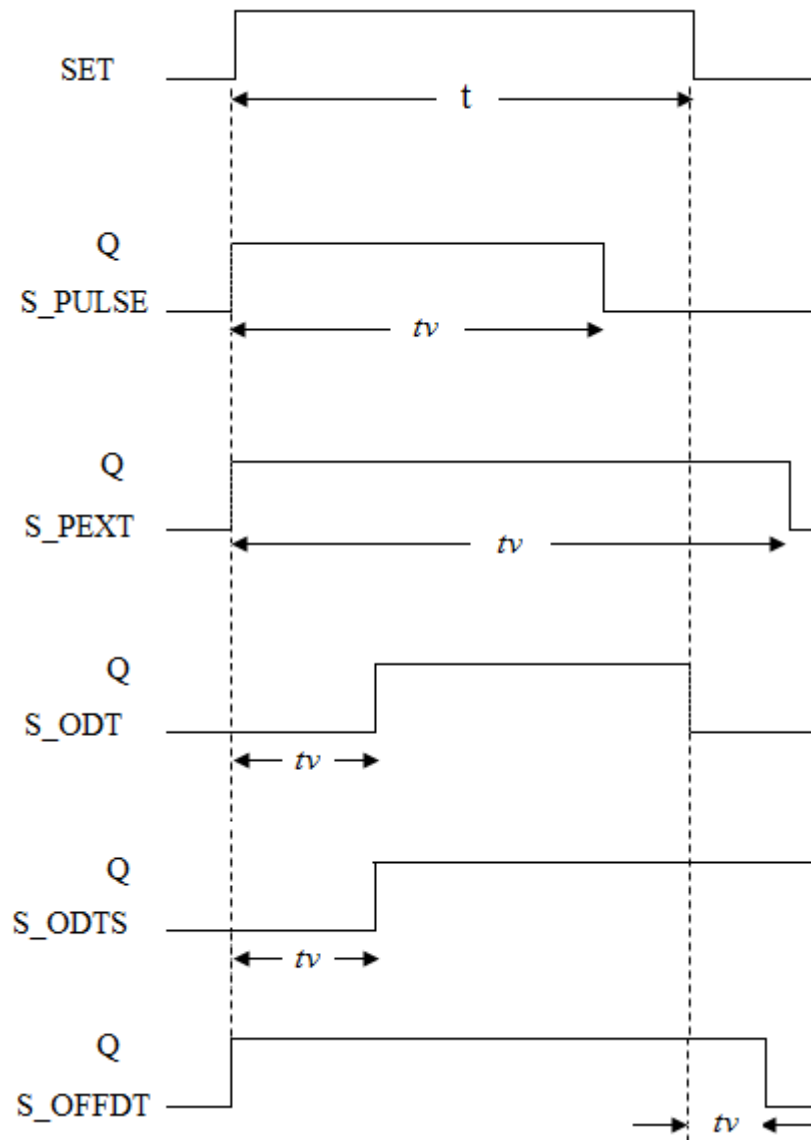 SET
t
Q
S_PULSE
tv
Q
S_PEXT
tv
Q
S_ODT
tv
Q
S_ODTS
tv
Q
S_OFFDT
tv